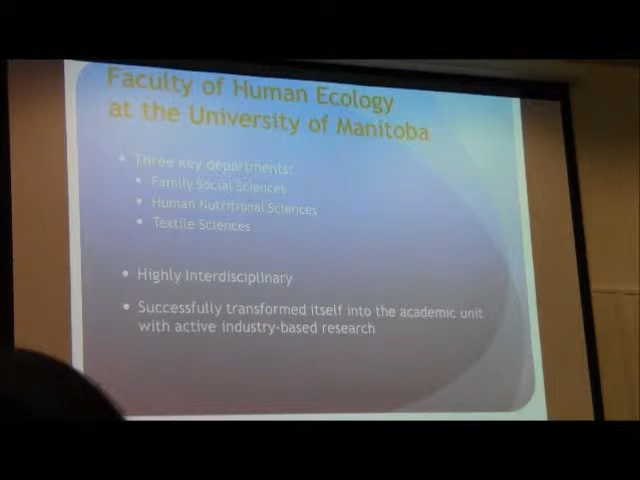 Faculty of Human Ecology
at the University of Manitoba
• Three key departments:
• Family Social Sciences
• Human Nutritional Sciences
• Textile Sciences
• Highly Interdisciplinary
• Successfully transformed itself into the academic unit
with active industry-based research